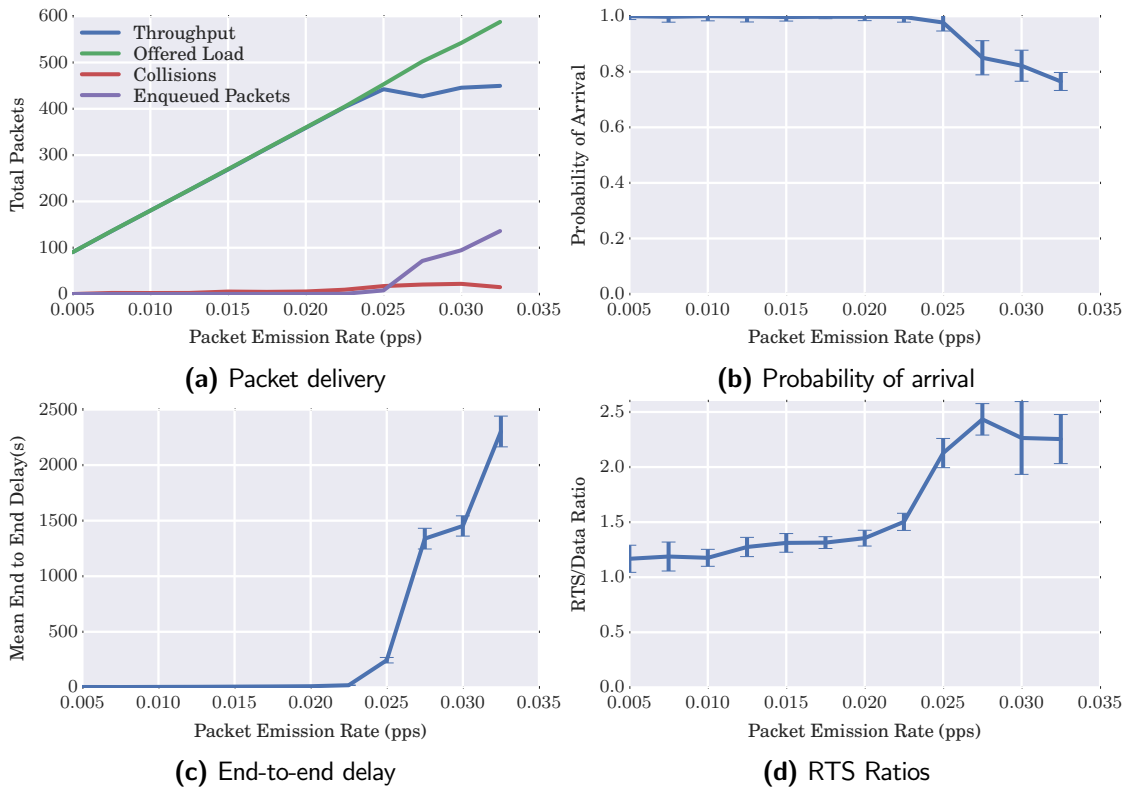 600
500
400
300
200
100
0
Total Packets
Throughput
Offered Load
Collisions
Enqueued Packets
0.005 0.010 0.015 0.020 0.025 0.030 0.035
Packet Emission Rate (pps)
(a) Packet delivery
1.0
0.8
0.6
0.4
0.2
0.0
Probability of Arrival
0.005 0.010 0.015 0.020 0.025 0.030 0.035
Packet Emission Rate (pps)
(b) Probability of arrival
2500
2000
1500
1000
500
0
Mean End to End Delay(s)
0.005 0.010 0.015 0.020 0.025 0.030 0.035
Packet Emission Rate (pps)
(c) End-to-end delay
2.5
2.0
1.5
1.0
0.5
0.0
RTS/Data Ratio
0.005 0.010 0.015 0.020 0.025 0.030 0.035
Packet Emission Rate (pps)
(d) RTS Ratios